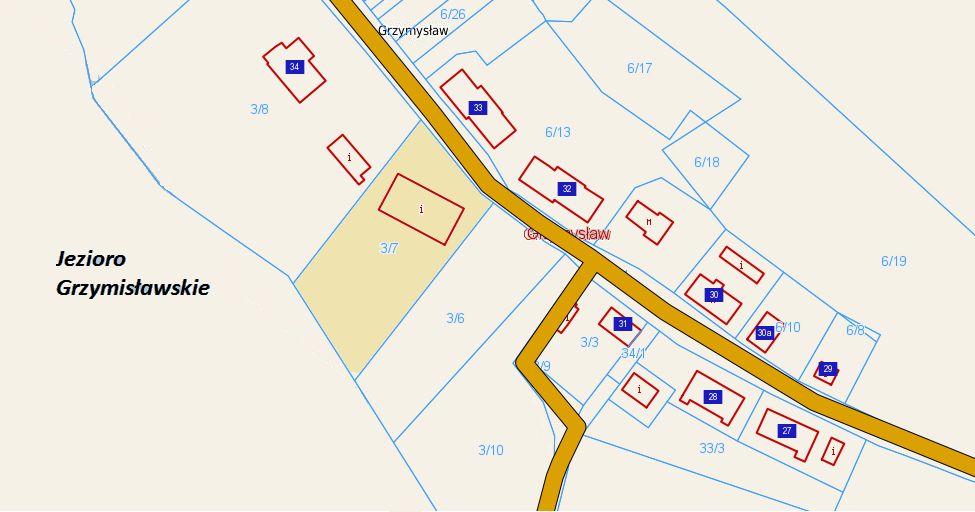 6/26
Grzymysław
34
6/17
3/8
33
6/13
i
6/18
32
i
M
Grzymysław
3/7
Jezioro
Grzymisławskie
6/19
i
30
3/6
31
30a
6/10
6/8
3/3
34/1
29
i
28
27
i
3/10
33/3